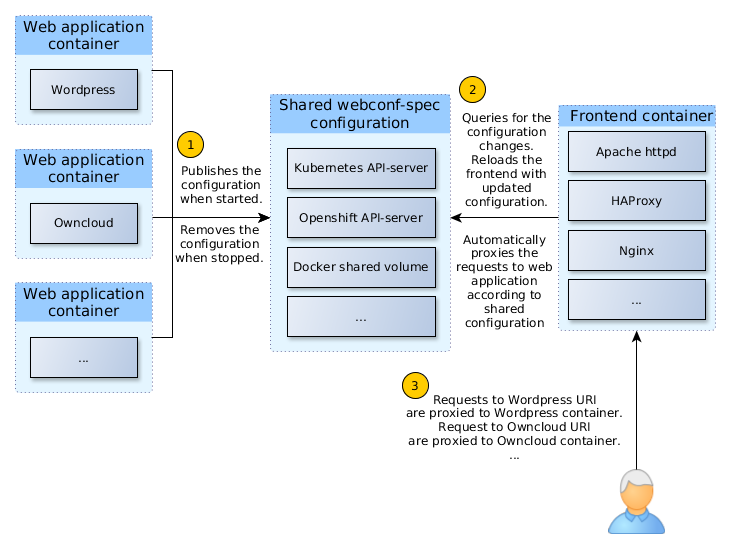 Web application
container
Wordpress
Web application
container
Owncloud
Web application
container
...
1
Publishes the
configuration
when started.
Removes the
configuration
when stopped.
Shared webconf-spec
configuration
Kubernetes API-server
Openshift API-server
Docker shared volume
...
2
Queries for the
configuration
changes.
Reloads the
frontend with
updated
configuration.
Automatically
proxies the
requests to web
application
according to
shared
configuration
Frontend container
Apache httpd
HAProxy
Nginx
...
3
Requests to Wordpress URI
are proxied to Wordpress container.
Request to Owncloud URI
are proxied to Owncloud container.
...